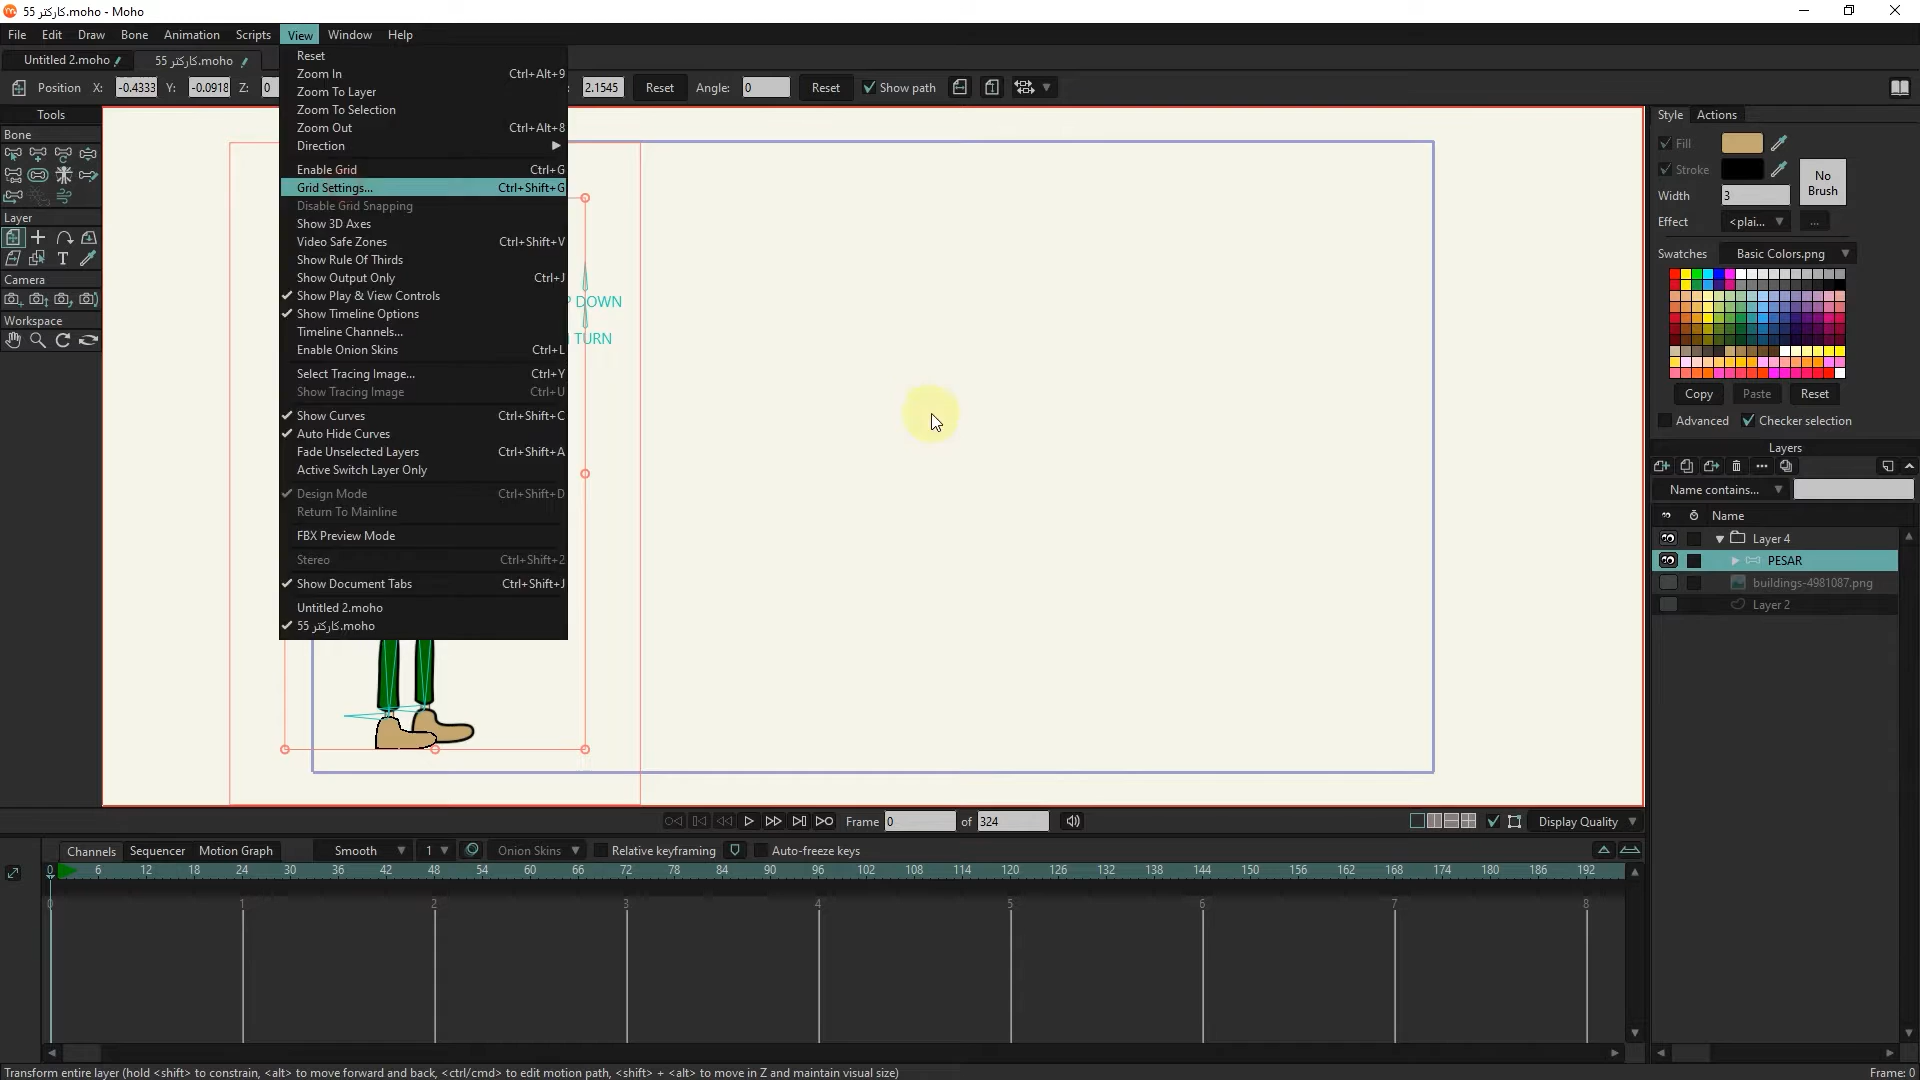 کارکتر 55.moho - Moho
File Edit Draw Bone Animation Scripts View Window Help
Untitled 2.moho
کارکتر 55.moho
Position X: -0.4333 Y: -0.0918 Z: 0
2.1545 Reset Angle: 0 Reset Show path
Tools
Bone
Layer
T
Camera
Workspace
Reset
Zoom In Ctrl+Alt+9
Zoom To Layer
Zoom To Selection
Zoom Out Ctrl+Alt+8
Direction
Enable Grid Ctrl+G
Grid Settings... Ctrl+Shift+G
Disable Grid Snapping
Show 3D Axes
Video Safe Zones Ctrl+Shift+V
Show Rule Of Thirds
Show Output Only Ctrl+J
Show Play & View Controls
Show Timeline Options
Timeline Channels...
Enable Onion Skins Ctrl+L
Select Tracing Image... Ctrl+Y
Show Tracing Image Ctrl+U
Show Curves Ctrl+Shift+C
Auto Hide Curves
Fade Unselected Layers Ctrl+Shift+A
Active Switch Layer Only
Design Mode Ctrl+Shift+D
Return To Mainline
FBX Preview Mode
Stereo Ctrl+Shift+2
Show Document Tabs Ctrl+Shift+J
Untitled 2.moho
کارکتر 55.moho
DOWN
TURN
Style Actions
Fill
Stroke
No Brush
Width 3
Effect <plai... ...
Swatches Basic Colors.png
Copy Paste Reset
Advanced Checker selection
Layers
Name contains...
Name
Layer 4
PESAR
buildings-4981087.png
Layer 2
Frame 0 of 324
Display Quality
Channels Sequencer Motion Graph Smooth 1 Onion Skins Relative keyframing Auto-freeze keys
0 6 12 18 24 30 36 42 48 54 60 66 72 78 84 90 96 102 108 114 120 126 132 138 144 150 156 162 168 174 180 186 192
0 1 2 3 4 5 6 7 8
Transform entire layer (hold <shift> to constrain, <alt> to move forward and back, <ctrl/cmd> to edit motion path, <shift> + <alt> to move in Z and maintain visual size)
Frame: 0